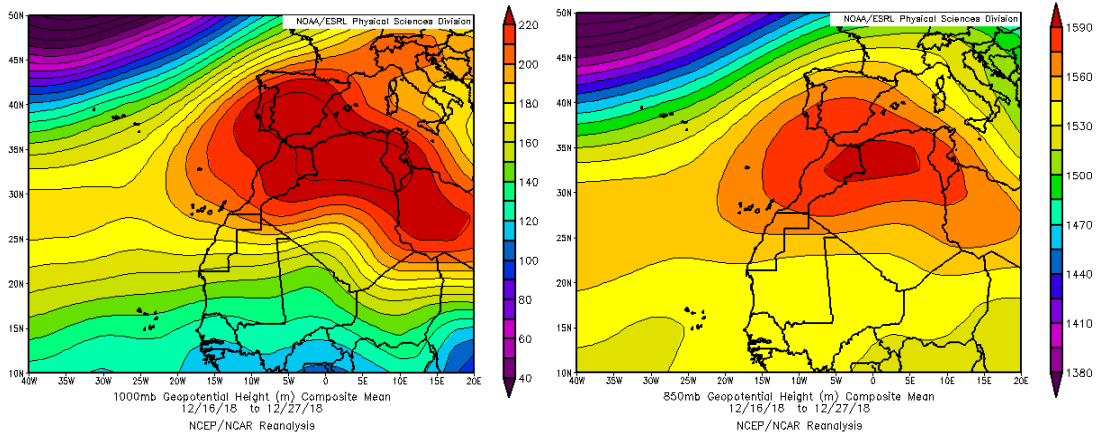 NOAA/ESRL Physical Sciences Division
50N
45N
40N
35N
30N
25N
20N
15N
10N
40W
35W
30W
25W
20W
15W
10W
5W
0
5E
10E
15E
20E
220
200
180
160
140
120
100
80
60
40
1000mb Geopotential Height (m) Composite Mean
12/16/18 to 12/27/18
NCEP/NCAR Reanalysis
NOAA/ESRL Physical Sciences Division
50N
45N
40N
35N
30N
25N
20N
15N
10N
40W
35W
30W
25W
20W
15W
10W
5W
0
5E
10E
15E
20E
1590
1560
1530
1500
1470
1440
1410
1380
850mb Geopotential Height (m) Composite Mean
12/16/18 to 12/27/18
NCEP/NCAR Reanalysis